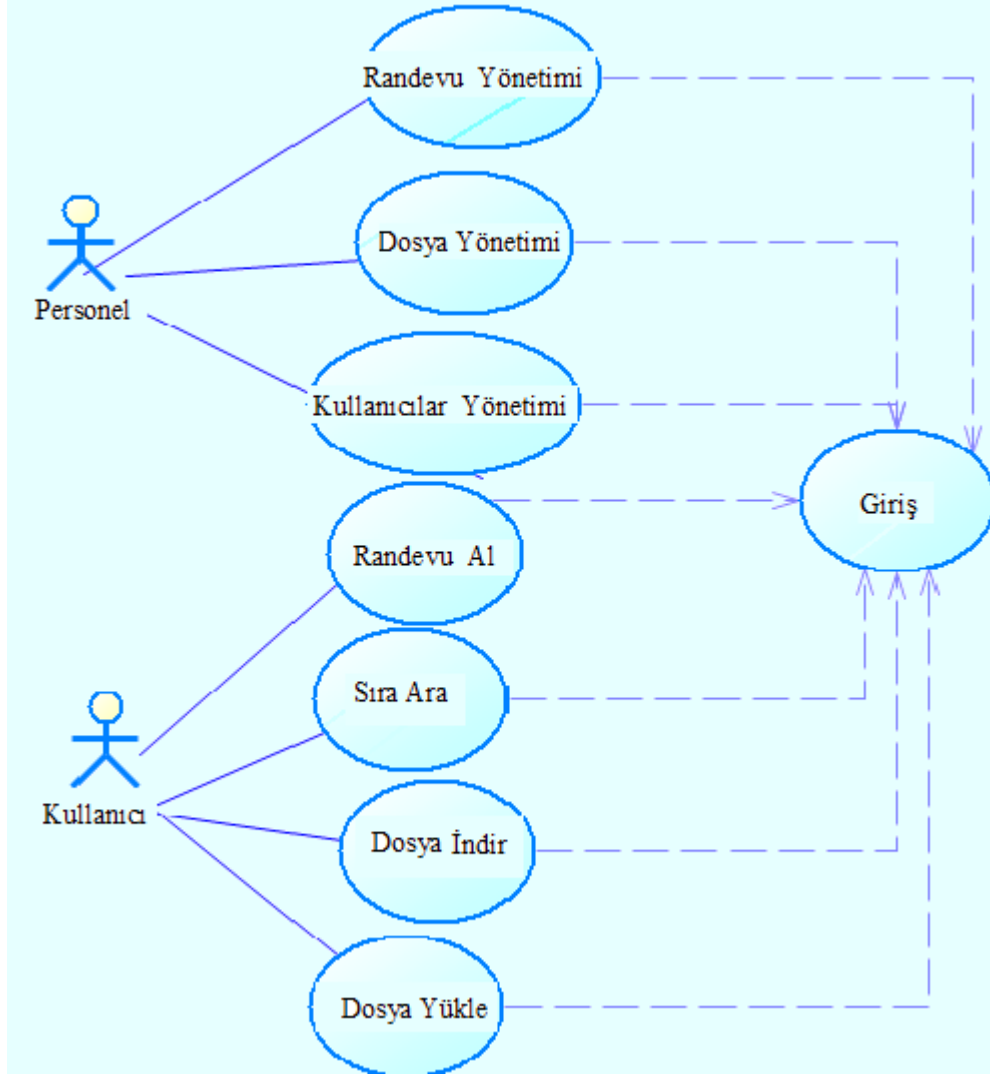 Randevu Yönetimi
Dosya Yönetimi
Personel
Kullanıcılar Yönetimi
Giriş
Randevu Al
Sıra Ara
Kullanıcı
Dosya İndir
Dosya Yükle